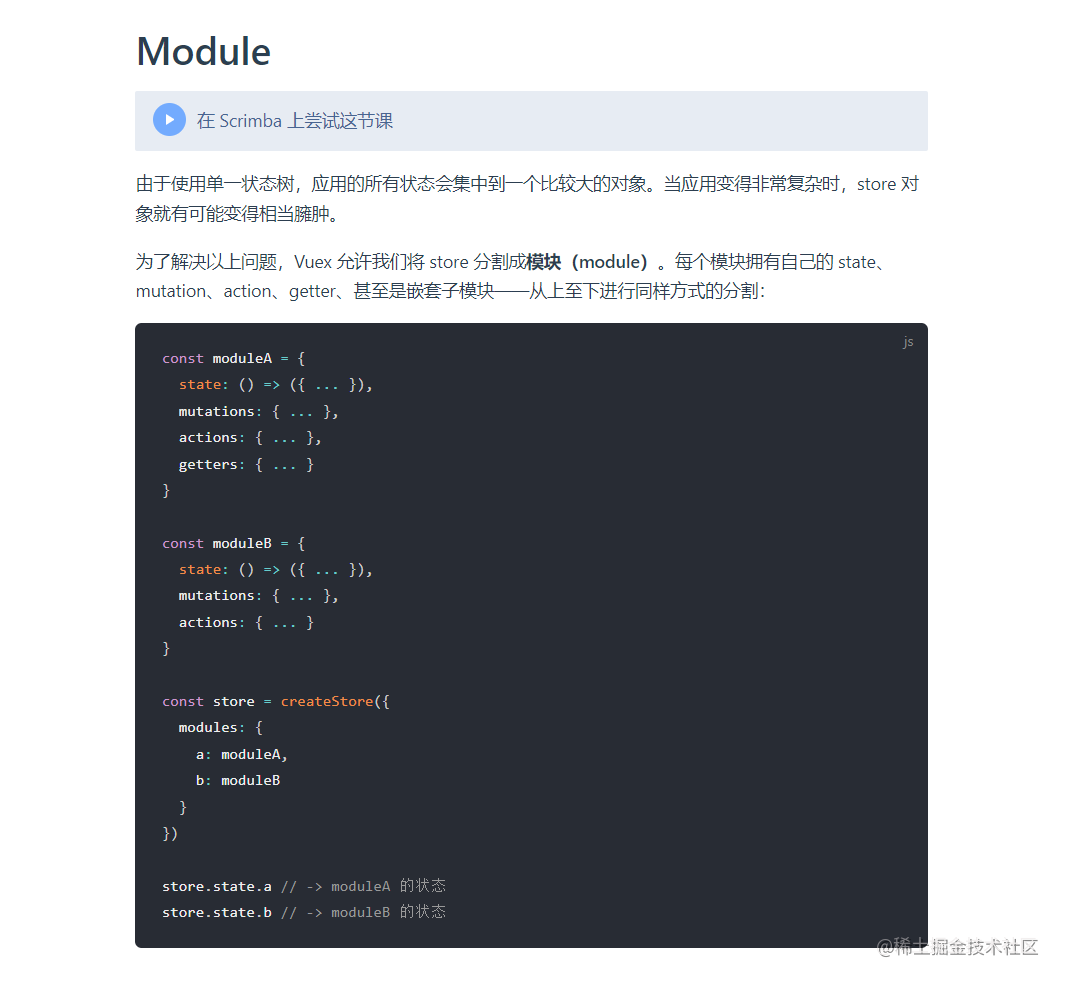 Module
在 Scrimba 上尝试这节课
由于使用单一状态树，应用的所有状态会集中到一个比较大的对象。当应用变得非常复杂时，store 对
象就有可能变得相当臃肿。
为了解决以上问题，Vuex 允许我们将 store 分割成模块（module）。每个模块拥有自己的 state、
mutation、action、getter、甚至是嵌套子模块——从上至下进行同样方式的分割：
js
const moduleA = {
  state: () => ({ ... }),
  mutations: { ... },
  actions: { ... },
  getters: { ... }
}

const moduleB = {
  state: () => ({ ... }),
  mutations: { ... },
  actions: { ... }
}

const store = createStore({
  modules: {
    a: moduleA,
    b: moduleB
  }
})

store.state.a // -> moduleA 的状态
store.state.b // -> moduleB 的状态
@稀土掘金技术社区